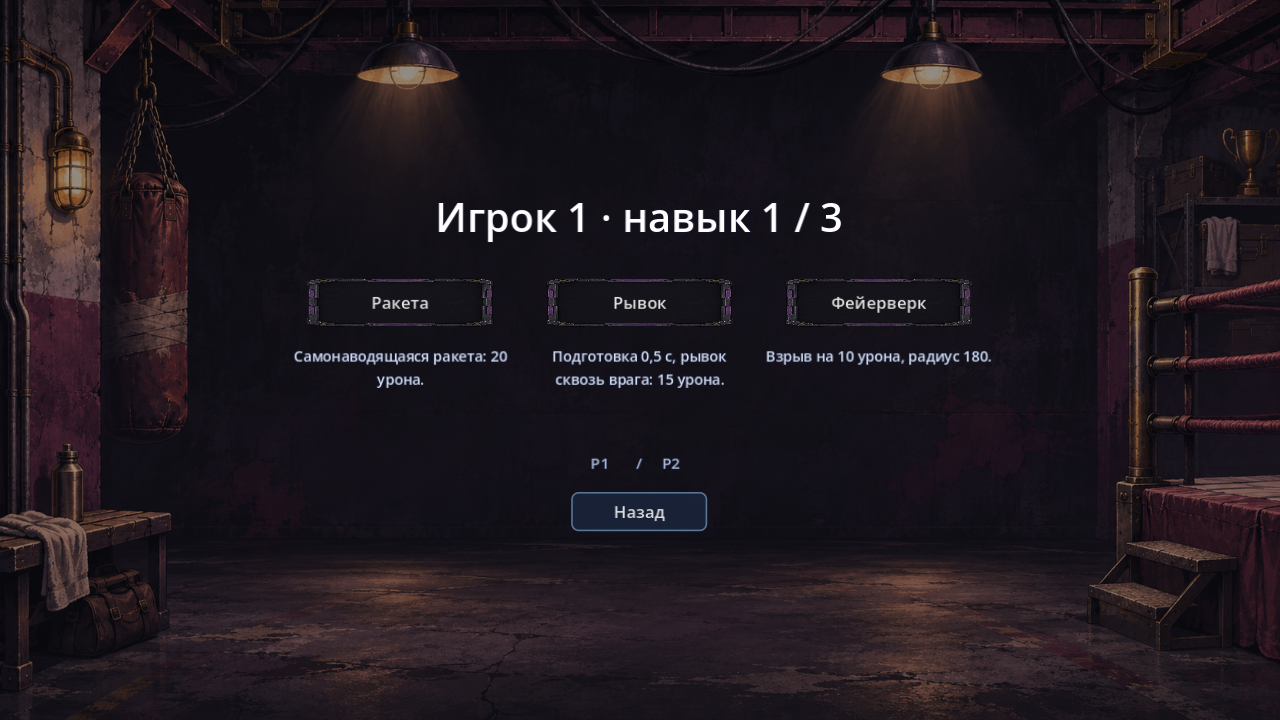 Игрок 1 · навык 1 / 3
Ракета
Рывок
Фейерверк
Самонаводящаяся ракета: 20
урона.
Подготовка 0,5 с, рывок
сквозь врага: 15 урона.
Взрыв на 10 урона, радиус 180.
P1 / P2
Назад